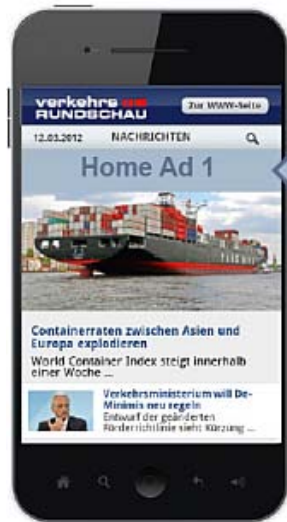 verkehrs
RUNDSCHAU
Zur WWW-Seite
12.03.2012 NACHRICHTEN
Home Ad 1
Containerraten zwischen Asien und
Europa explodieren
World Container Index steigt innerhalb
einer Woche ...
Verkehrsministerium will De-
Minimis neu regeln
Entwurf der geänderten
Förderrichtlinie sieht Kürzung ...